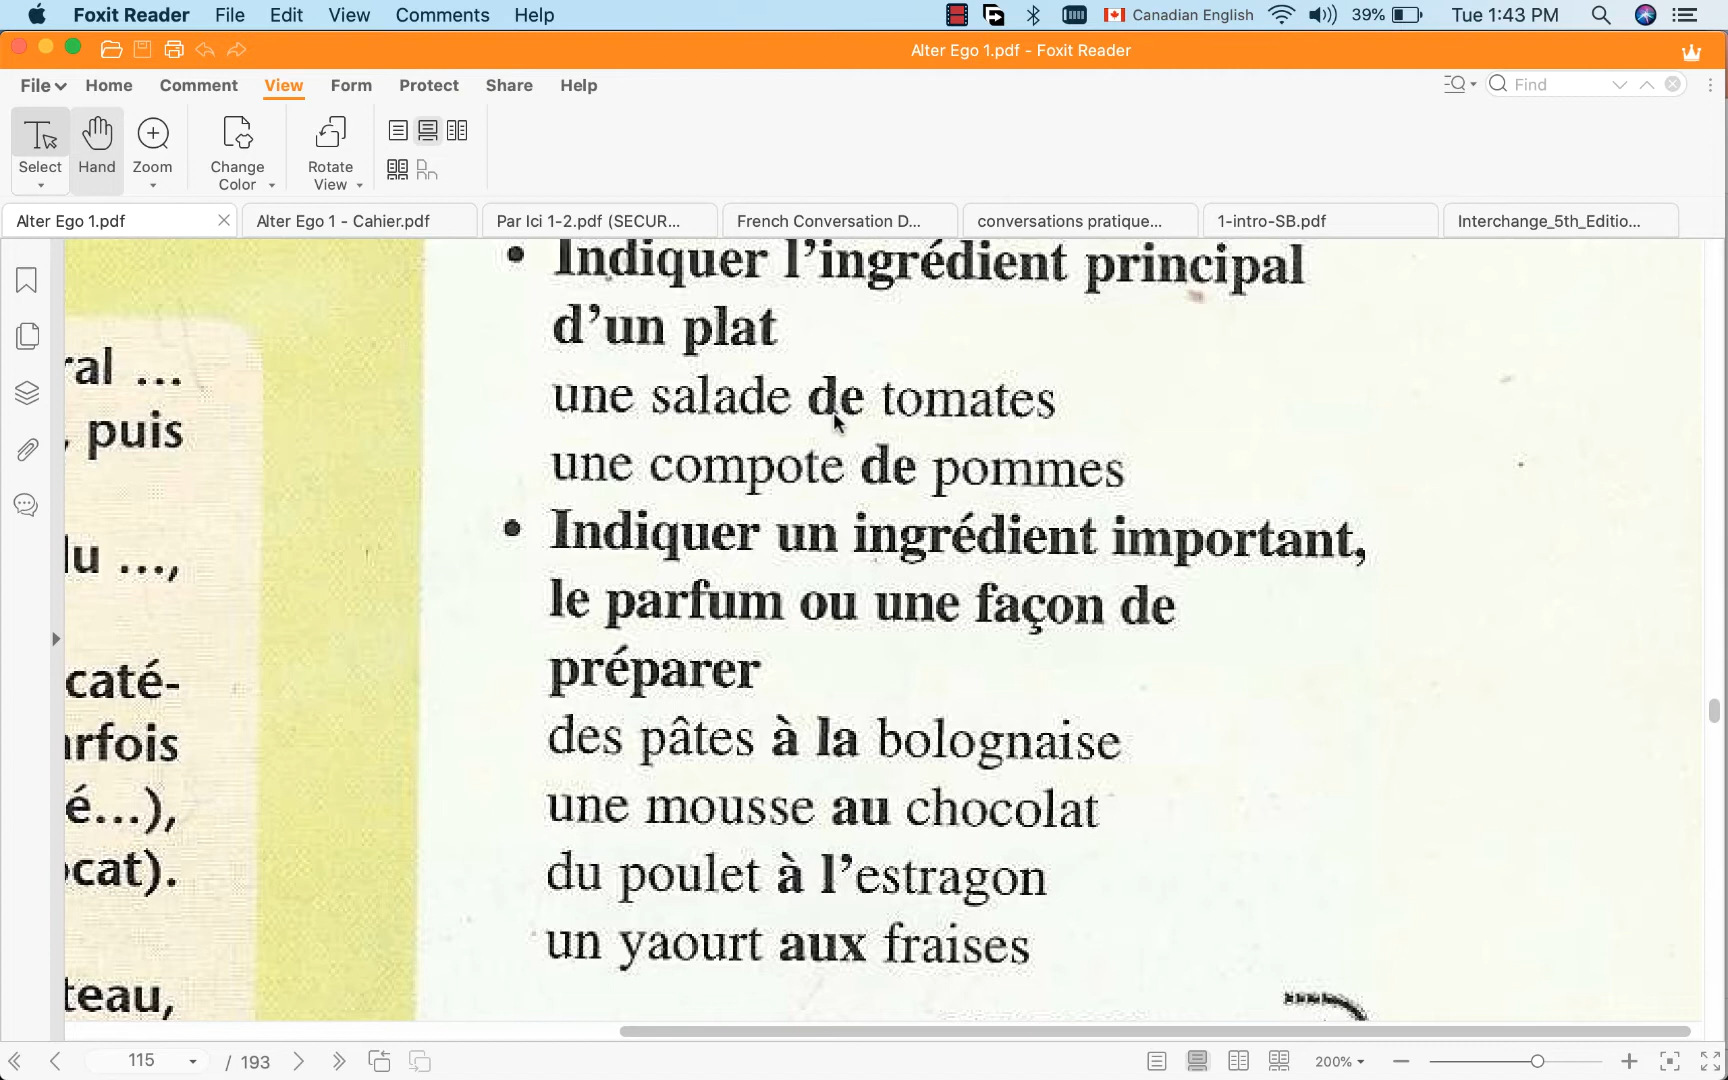 Foxit Reader File Edit View Comments Help Canadian English 39% Tue 1:43 PM
Alter Ego 1.pdf - Foxit Reader
File Home Comment View Form Protect Share Help Find
Select Hand Zoom Change Color Rotate View
Alter Ego 1.pdf Alter Ego 1 - Cahier.pdf Par Ici 1-2.pdf (SECUR... French Conversation D... conversations pratique... 1-intro-SB.pdf Interchange_5th_Editio...
ral ...
, puis
lu ...,
caté-
arfois
é...),
ocat).
teau,
• Indiquer l’ingrédient principal
d’un plat
une salade de tomates
une compote de pommes
• Indiquer un ingrédient important,
le parfum ou une façon de
préparer
des pâtes à la bolognaise
une mousse au chocolat
du poulet à l’estragon
un yaourt aux fraises
115 / 193 200%